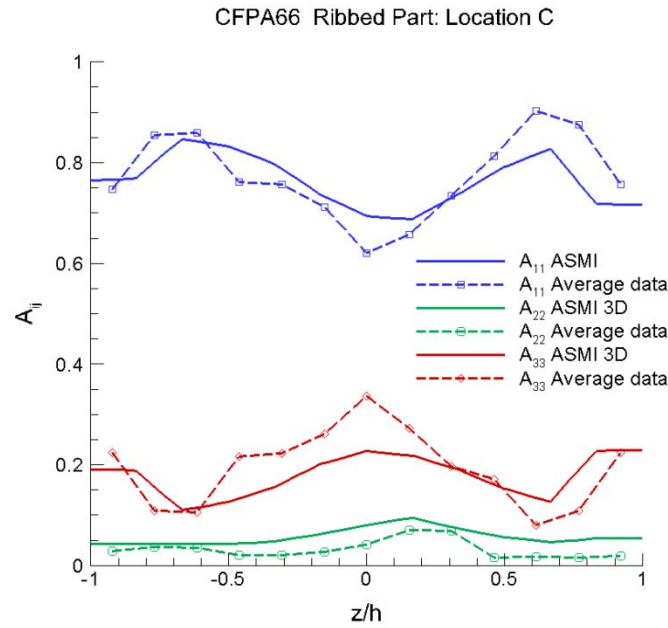 CFPA66 Ribbed Part: Location C
1
0.8
0.6
0.4
0.2
0
A_ij
A_11 ASMI
A_11 Average data
A_22 ASMI 3D
A_22 Average data
A_33 ASMI 3D
A_33 Average data
-1 -0.5 0 0.5 1
z/h